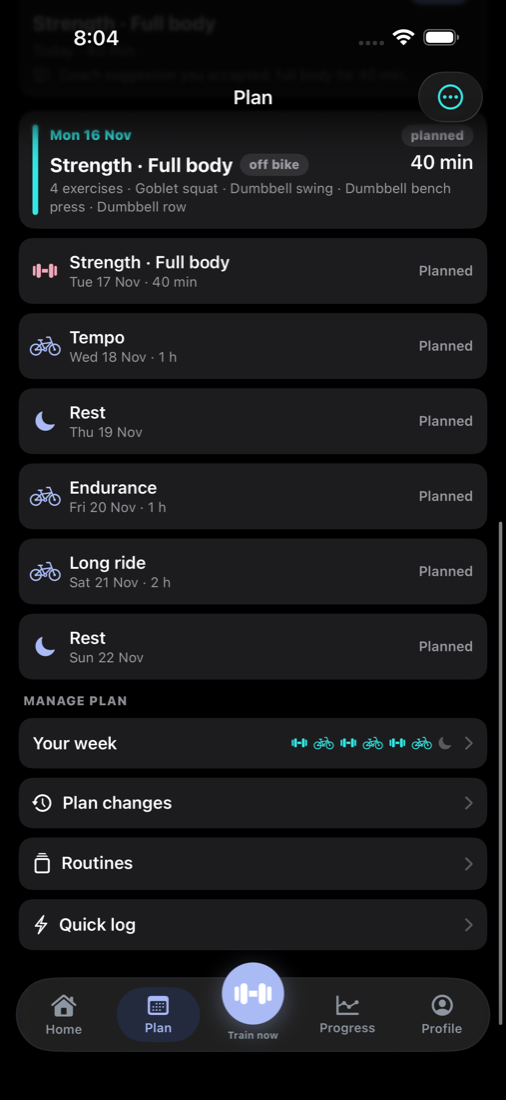 Strength · Full body
8:04
Plan
Mon 16 Nov
planned
Strength · Full body
off bike
40 min
4 exercises · Goblet squat · Dumbbell swing · Dumbbell bench
press · Dumbbell row
Strength · Full body
Tue 17 Nov · 40 min
Planned
Tempo
Wed 18 Nov · 1 h
Planned
Rest
Thu 19 Nov
Planned
Endurance
Fri 20 Nov · 1 h
Planned
Long ride
Sat 21 Nov · 2 h
Planned
Rest
Sun 22 Nov
Planned
MANAGE PLAN
Your week
Plan changes
Routines
Quick log
Home
Plan
Train now
Progress
Profile